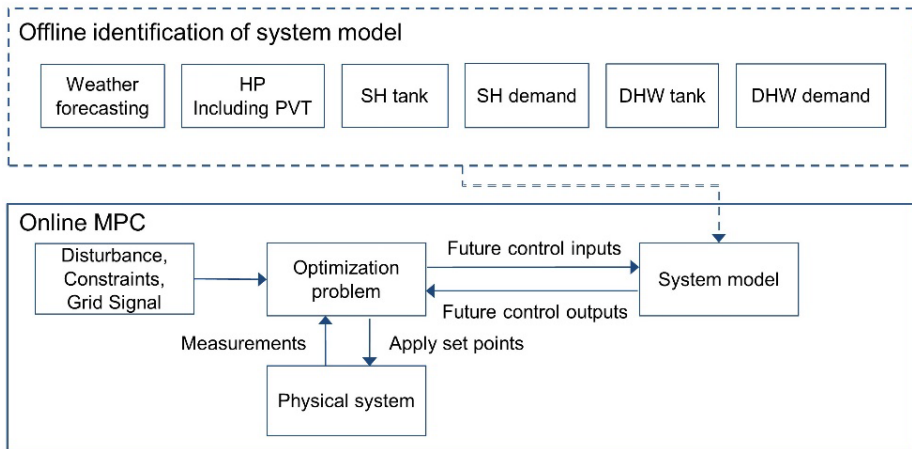 Offline identification of system model
Weather
forecasting
HP
Including PVT
SH tank
SH demand
DHW tank
DHW demand
Online MPC
Disturbance,
Constraints,
Grid Signal
Optimization
problem
Future control inputs
Future control outputs
System model
Measurements
Apply set points
Physical system